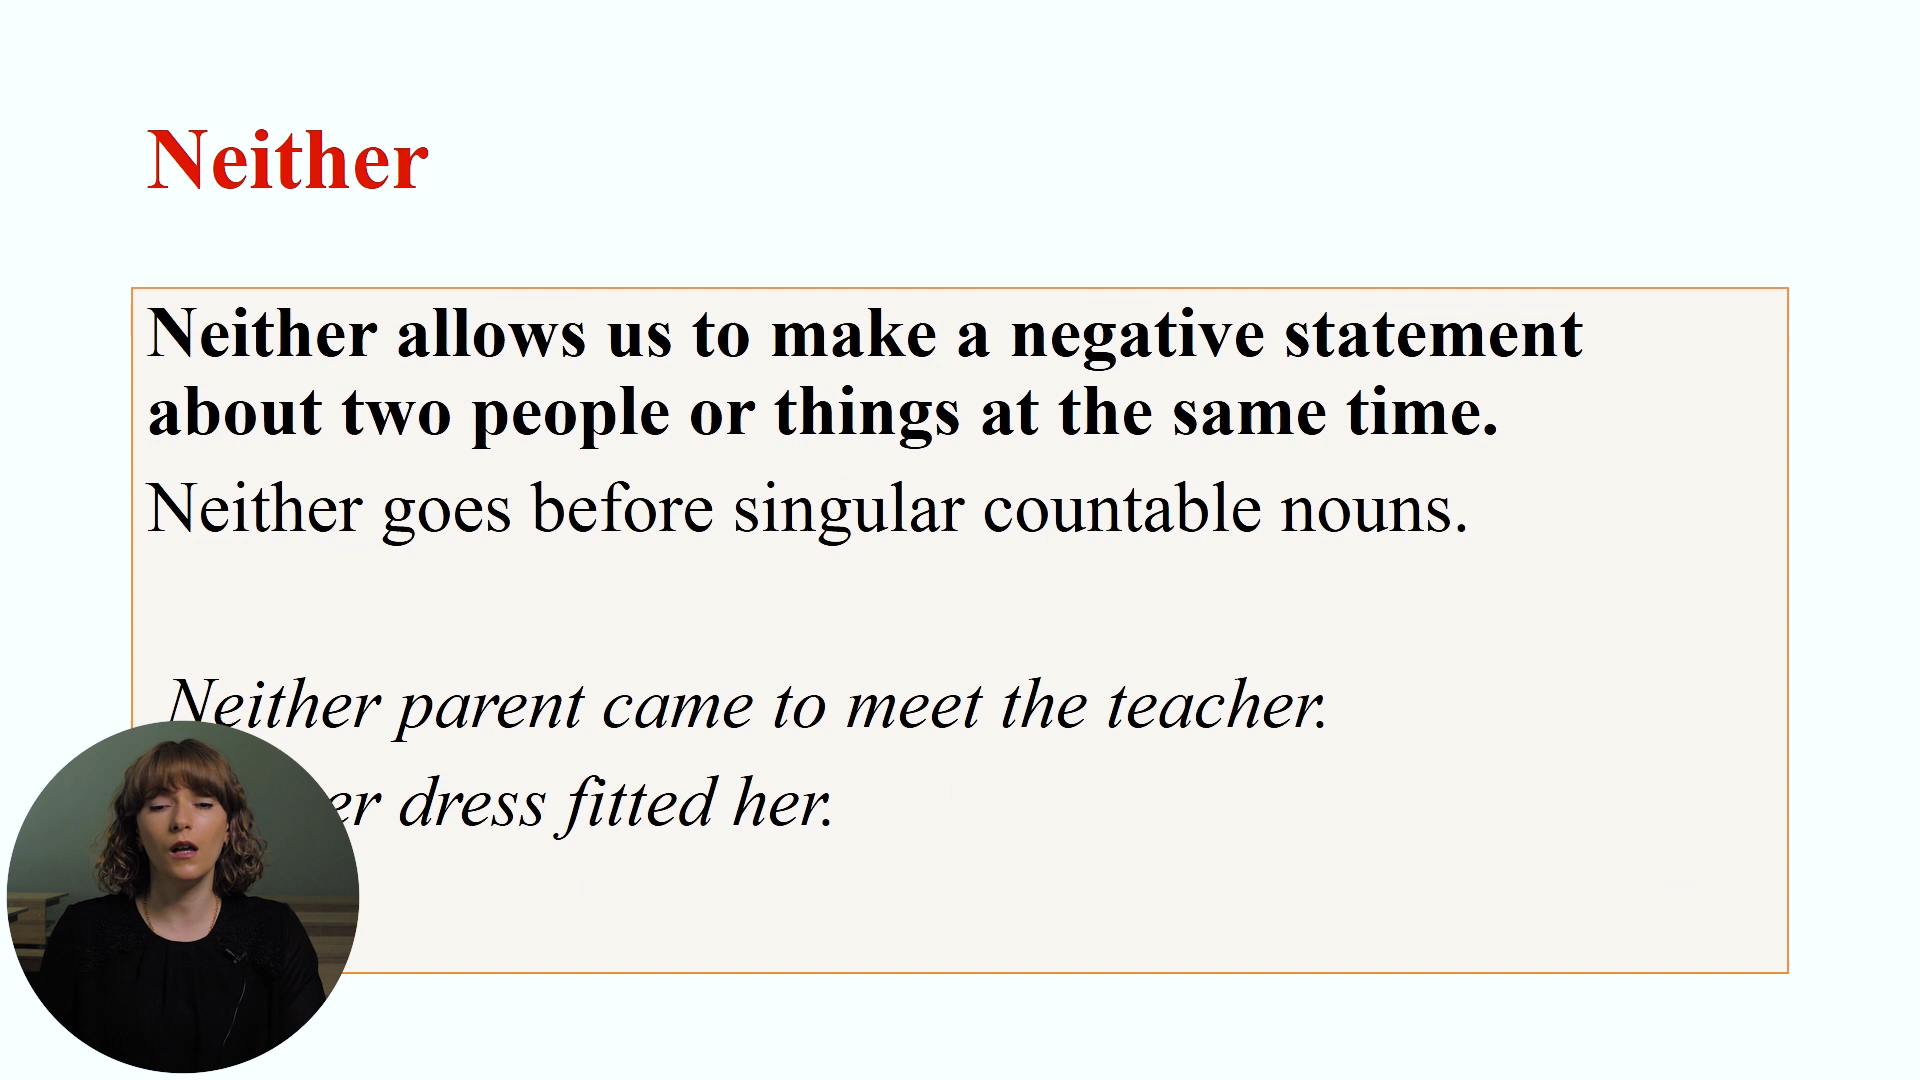 Neither
Neither allows us to make a negative statement
about two people or things at the same time.
Neither goes before singular countable nouns.
Neither parent came to meet the teacher.
dress fitted her.